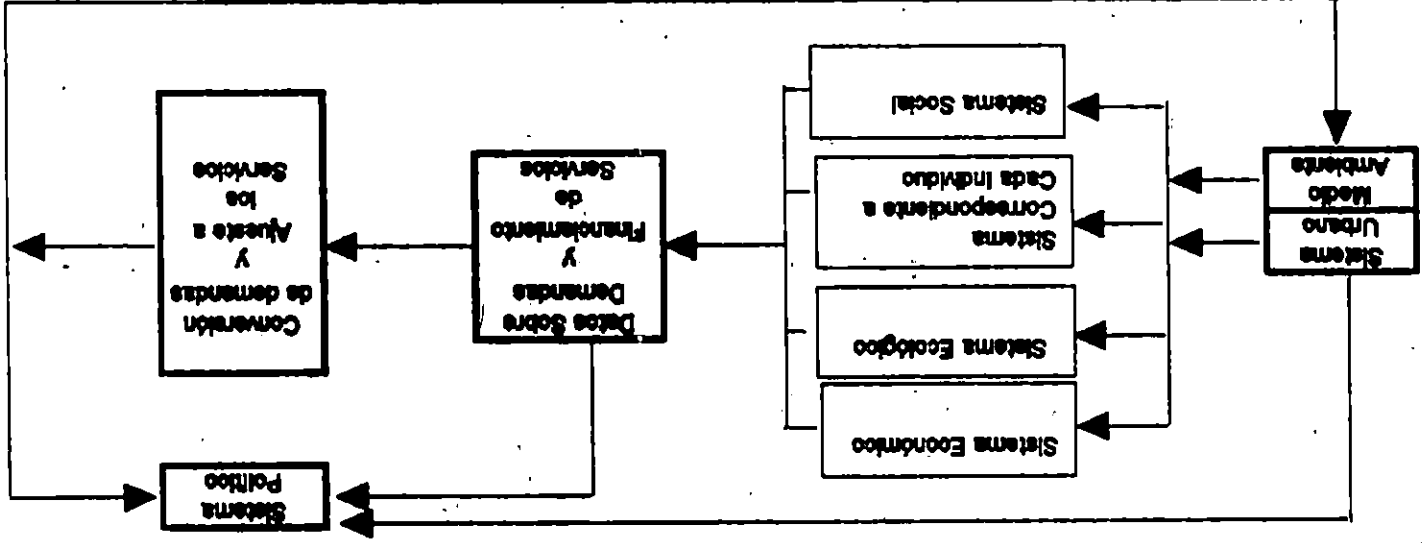 Sistema
Urbano
Medio
Ambiente
Sistema Económico
Sistema Ecológico
Sistema
Correspondiente a
Cada Individuo
Sistema Social
Datos Sobre
Demandas
y
Financiamiento
de
Servicios
Sistema
Político
Conversión
de demandas
y
Ajuste a
los
Servicios